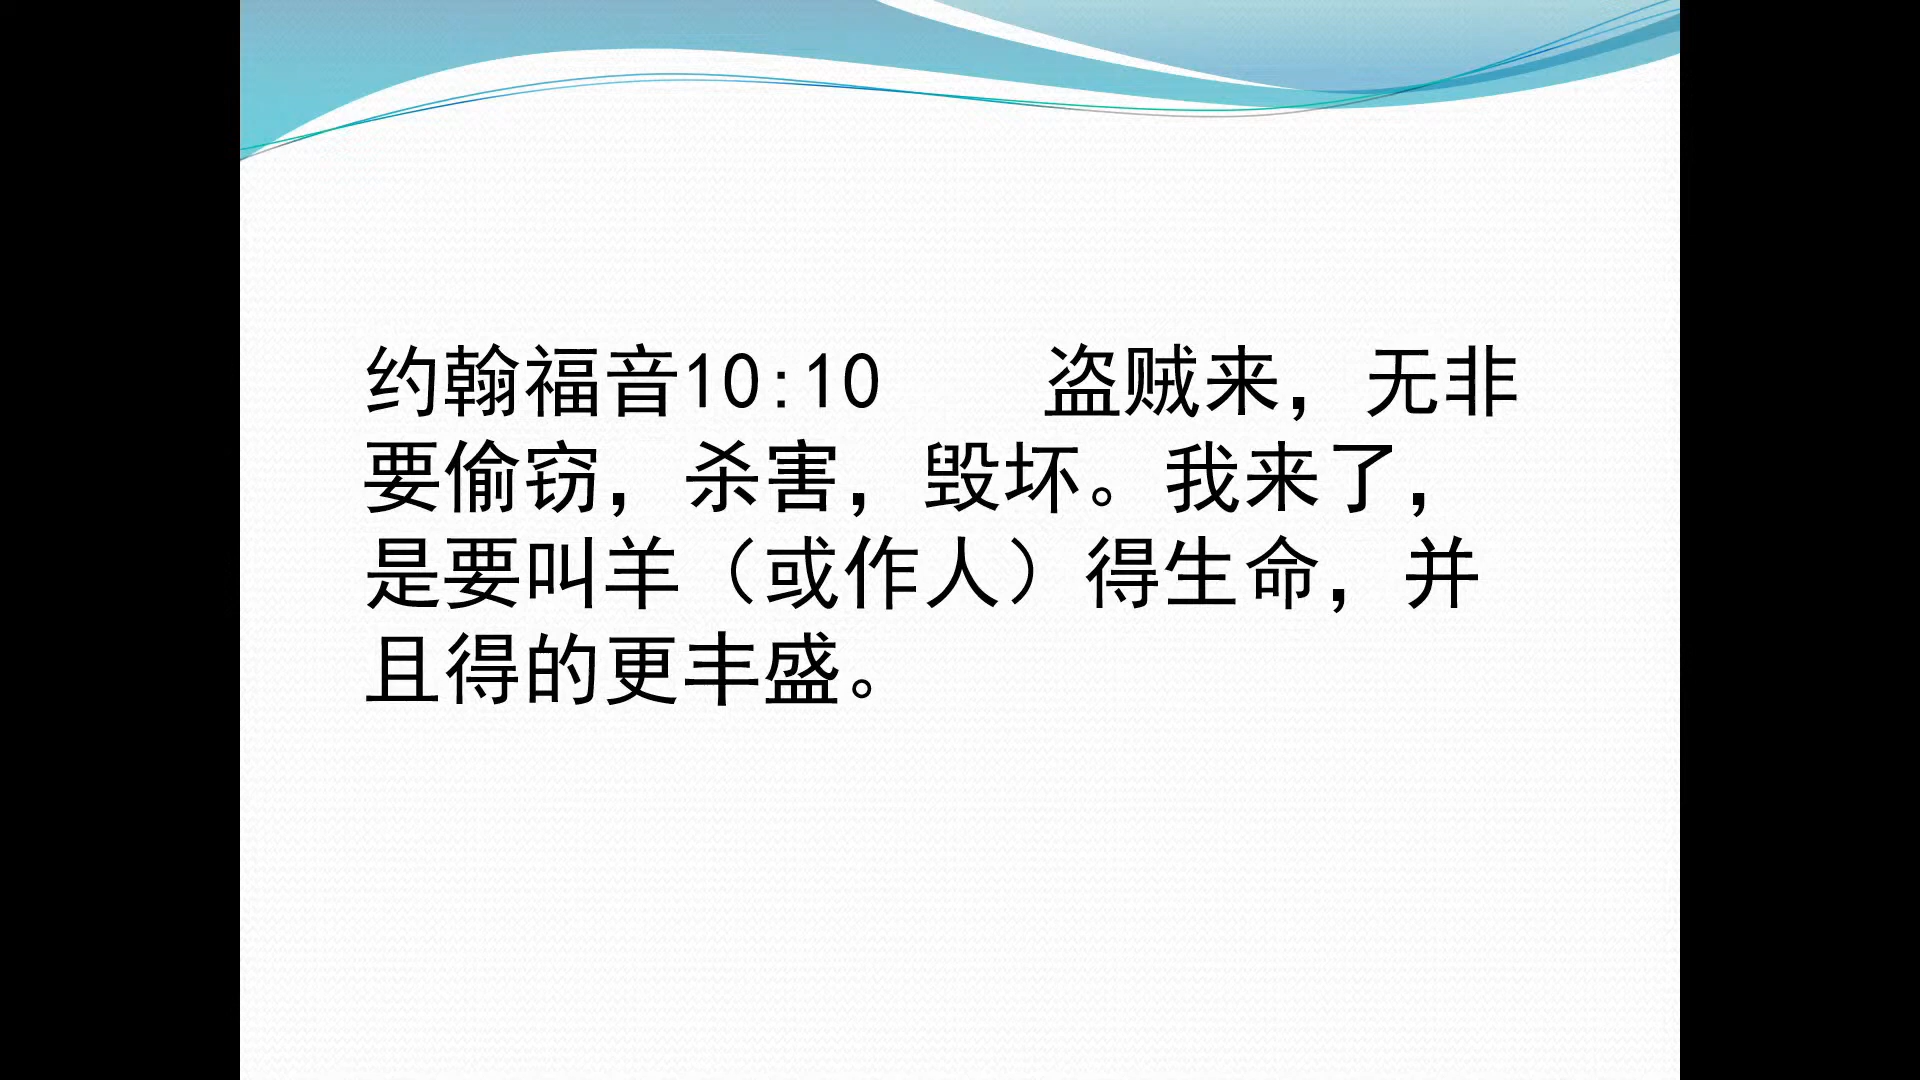 约翰福音10:10  盗贼来，无非
要偷窃，杀害，毁坏。我来了，
是要叫羊（或作人）得生命，并
且得的更丰盛。